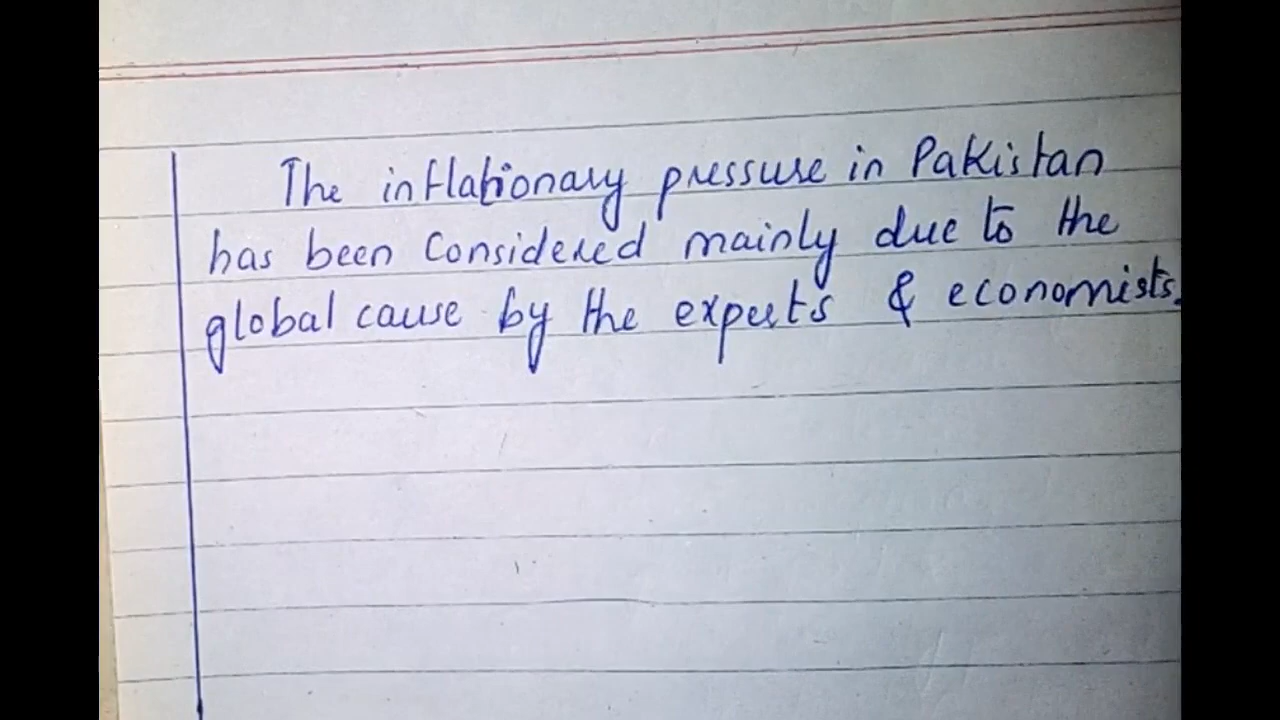 The inflationary pressure in Pakistan
has been Considered mainly due to the
global cause by the experts & economists.